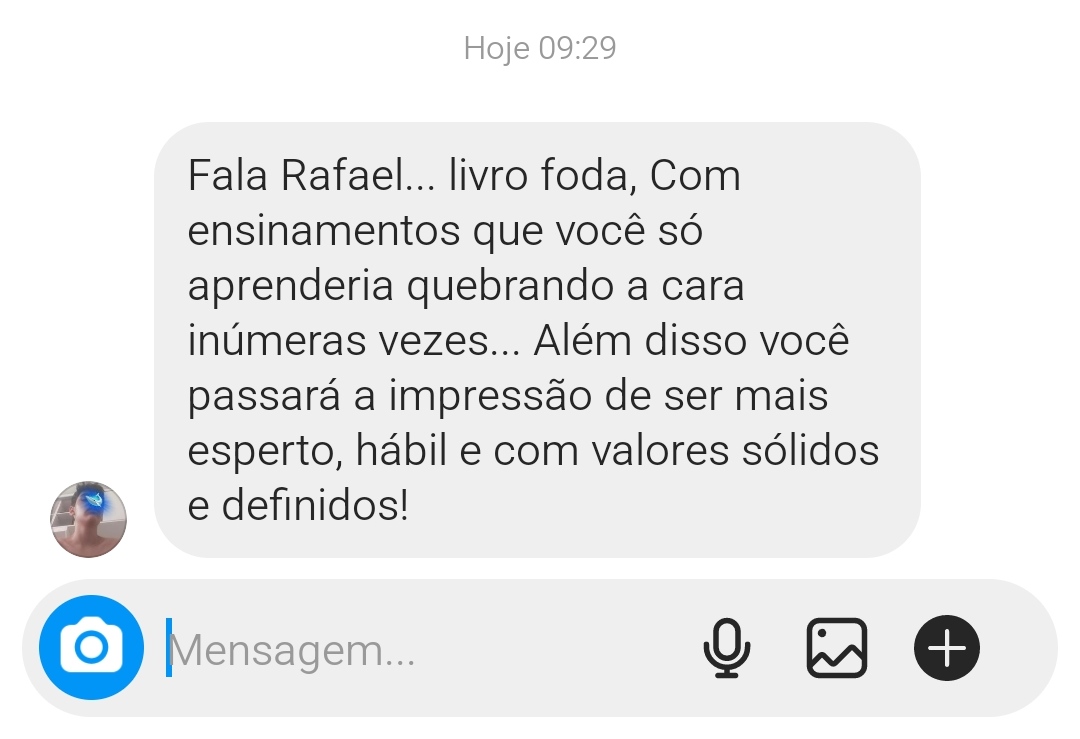 Hoje 09:29
Fala Rafael... livro foda, Com
ensinamentos que você só
aprenderia quebrando a cara
inúmeras vezes... Além disso você
passará a impressão de ser mais
esperto, hábil e com valores sólidos
e definidos!
Mensagem...